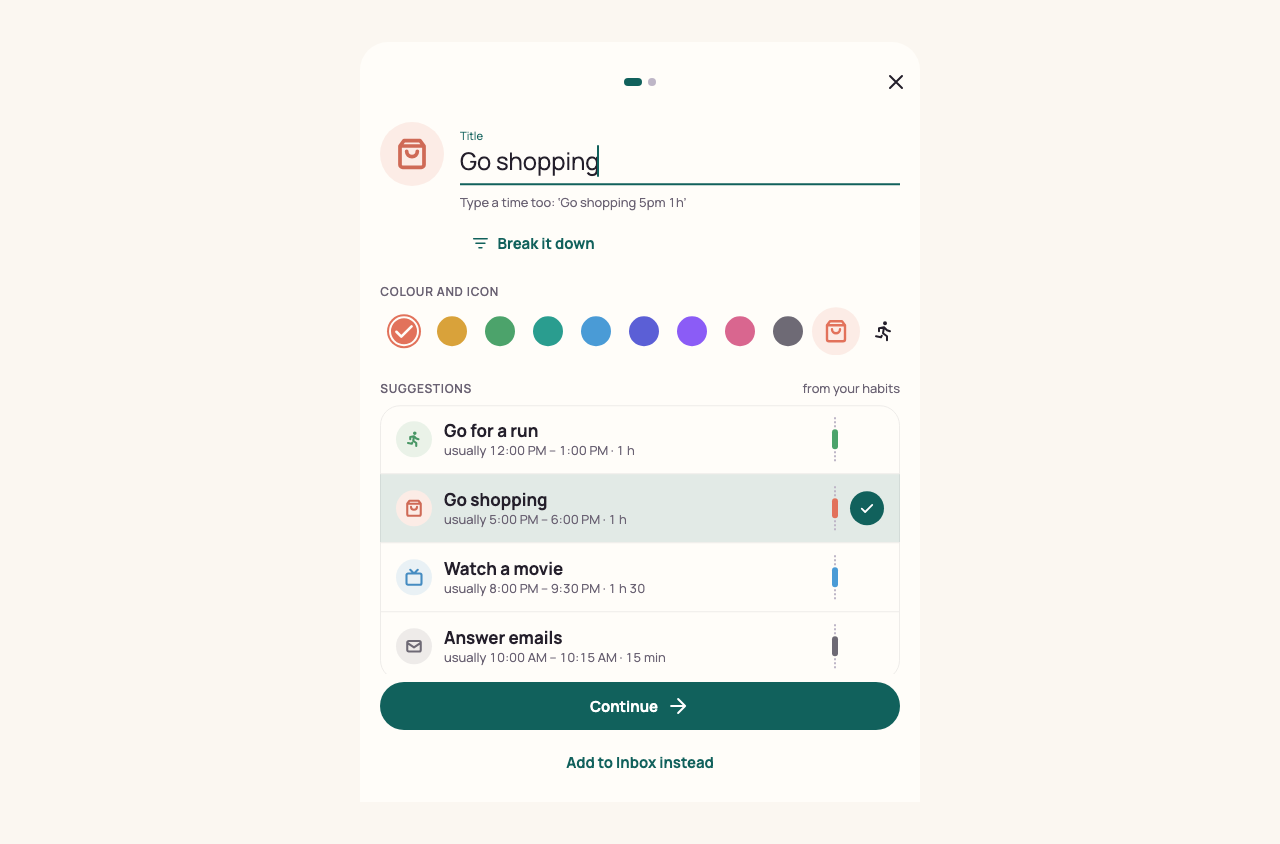 Title
Go shopping
Type a time too: 'Go shopping 5pm 1h'
Break it down
COLOUR AND ICON
SUGGESTIONS
from your habits
Go for a run
usually 12:00 PM – 1:00 PM · 1 h
Go shopping
usually 5:00 PM – 6:00 PM · 1 h
Watch a movie
usually 8:00 PM – 9:30 PM · 1 h 30
Answer emails
usually 10:00 AM – 10:15 AM · 15 min
Continue
Add to Inbox instead